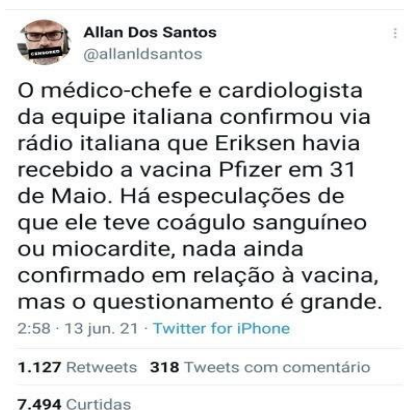 Allan Dos Santos
@allanldsantos
CENSORED
O médico-chefe e cardiologista
da equipe italiana confirmou via
rádio italiana que Eriksen havia
recebido a vacina Pfizer em 31
de Maio. Há especulações de
que ele teve coágulo sanguíneo
ou miocardite, nada ainda
confirmado em relação à vacina,
mas o questionamento é grande.
2:58 · 13 jun. 21 · Twitter for iPhone
1.127 Retweets 318 Tweets com comentário
7.494 Curtidas